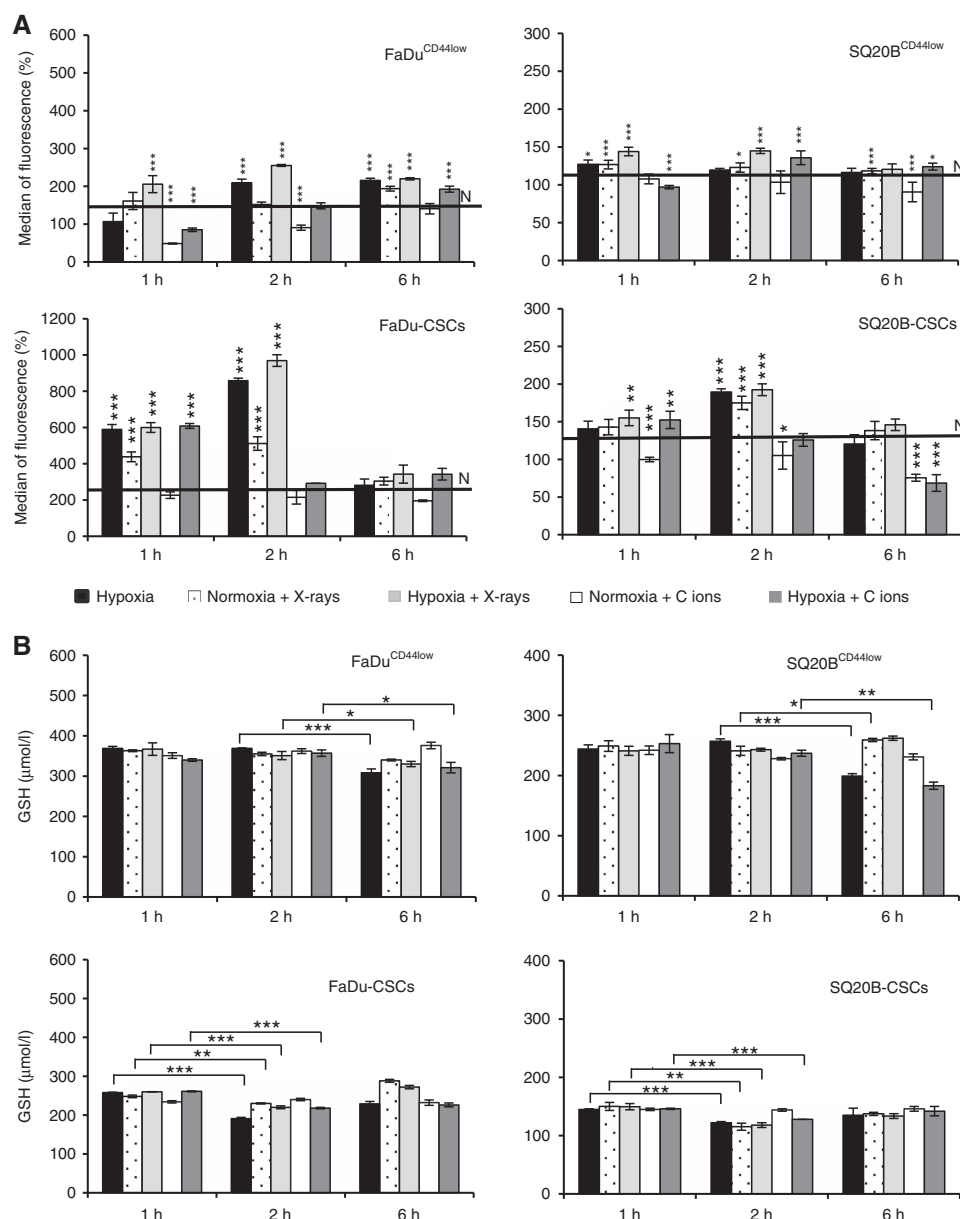 A
Median of fluorescence (%)
600
500
400
300
200
100
0
FaDuCD44low
***
***
***
***
***
***
***
***
***
***
***
N
1 h
2 h
6 h
300
250
200
150
100
50
0
SQ20BCD44low
*
***
***
***
*
***
***
***
***
*
N
1 h
2 h
6 h
Median of fluorescence (%)
1200
1000
800
600
400
200
0
FaDu-CSCs
***
***
***
***
***
***
***
N
1 h
2 h
6 h
300
250
200
150
100
50
0
SQ20B-CSCs
**
***
**
***
***
***
*
***
***
N
1 h
2 h
6 h
Hypoxia
Normoxia + X-rays
Hypoxia + X-rays
Normoxia + C ions
Hypoxia + C ions
B
GSH (µmol/l)
600
500
400
300
200
100
0
FaDuCD44low
*
*
***
1 h
2 h
6 h
400
300
200
100
0
SQ20BCD44low
**
*
***
1 h
2 h
6 h
GSH (µmol/l)
600
500
400
300
200
100
0
FaDu-CSCs
***
***
**
***
1 h
2 h
6 h
400
300
200
100
0
SQ20B-CSCs
***
***
**
***
1 h
2 h
6 h